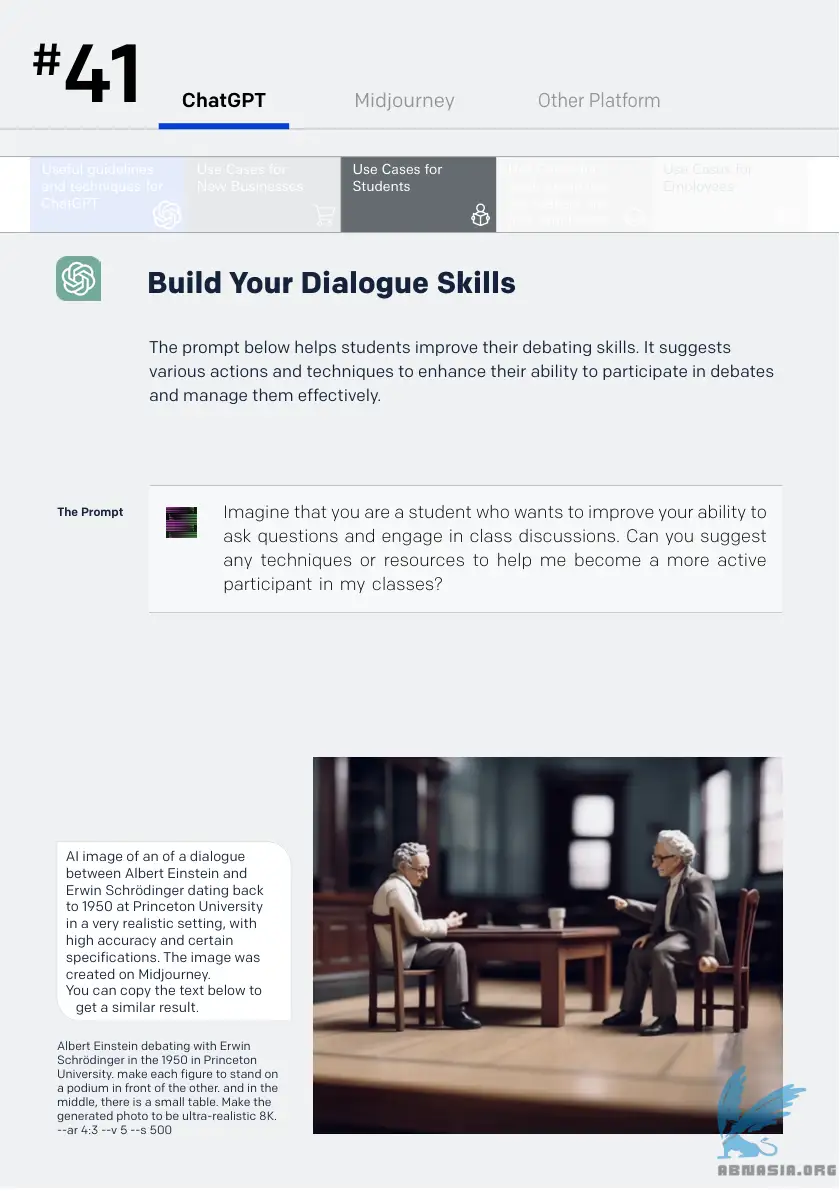 #41
ChatGPT
Midjourney
Other Platform
Useful guidelines
and techniques for
ChatGPT
Use Cases for
New Businesses
Use Cases for
Students
Use Cases for
Employees
Build Your Dialogue Skills
The prompt below helps students improve their debating skills. It suggests
various actions and techniques to enhance their ability to participate in debates
and manage them effectively.
The Prompt
Imagine that you are a student who wants to improve your ability to
ask questions and engage in class discussions. Can you suggest
any techniques or resources to help me become a more active
participant in my classes?
AI image of an of a dialogue
between Albert Einstein and
Erwin Schrödinger dating back
to 1950 at Princeton University
in a very realistic setting, with
high accuracy and certain
specifications. The image was
created on Midjourney.
You can copy the text below to
get a similar result.
Albert Einstein debating with Erwin
Schrödinger in the 1950 in Princeton
University. make each figure to stand on
a podium in front of the other. and in the
middle, there is a small table. Make the
generated photo to be ultra-realistic 8K.
--ar 4:3 --v 5 --s 500
ABNASIA.ORG